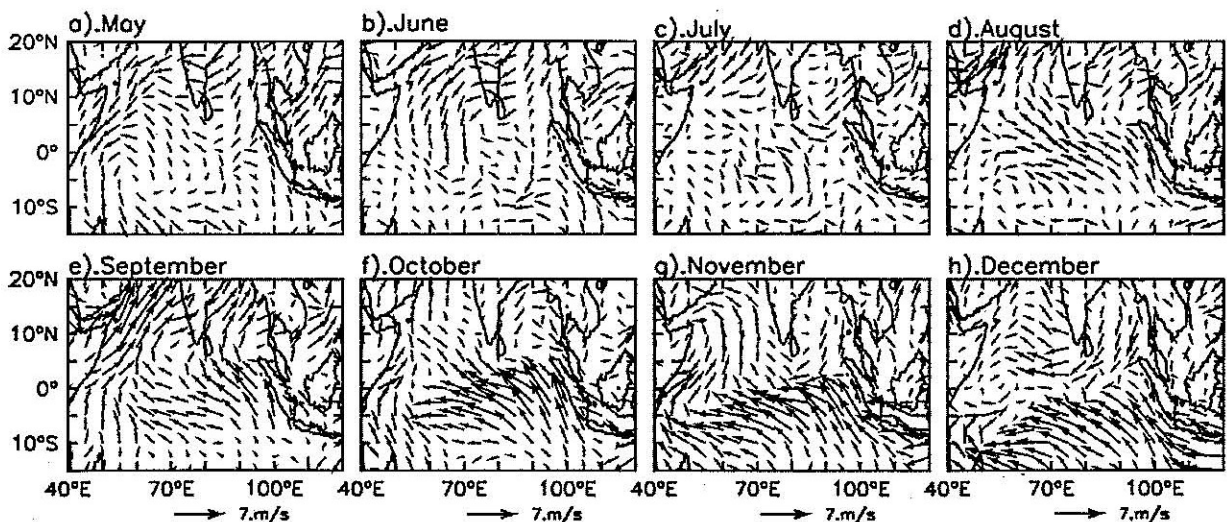 a).May b).June c).July d).August
20°N
10°N
0°
10°S
e).September f).October g).November h).December
20°N
10°N
0°
10°S
40°E 70°E 100°E 40°E 70°E 100°E 40°E 70°E 100°E 40°E 70°E 100°E
7.m/s 7.m/s 7.m/s 7.m/s